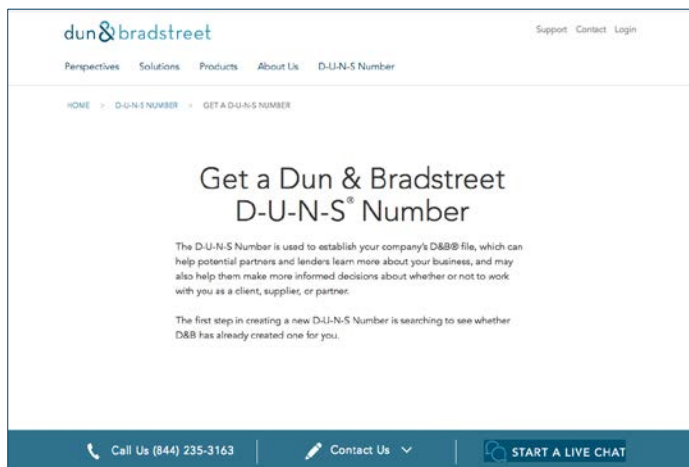 dun&bradstreet
Support Contact Login
Perspectives Solutions Products About Us D-U-N-S Number
HOME > D-U-N-S NUMBER > GET A D-U-N-S NUMBER
Get a Dun & Bradstreet
D-U-N-S® Number
The D-U-N-S Number is used to establish your company's D&B® file, which can
help potential partners and lenders learn more about your business, and may
also help them make more informed decisions about whether or not to work
with you as a client, supplier, or partner.
The first step in creating a new D-U-N-S Number is searching to see whether
D&B has already created one for you.
Call Us (844) 235-3163
Contact Us
START A LIVE CHAT